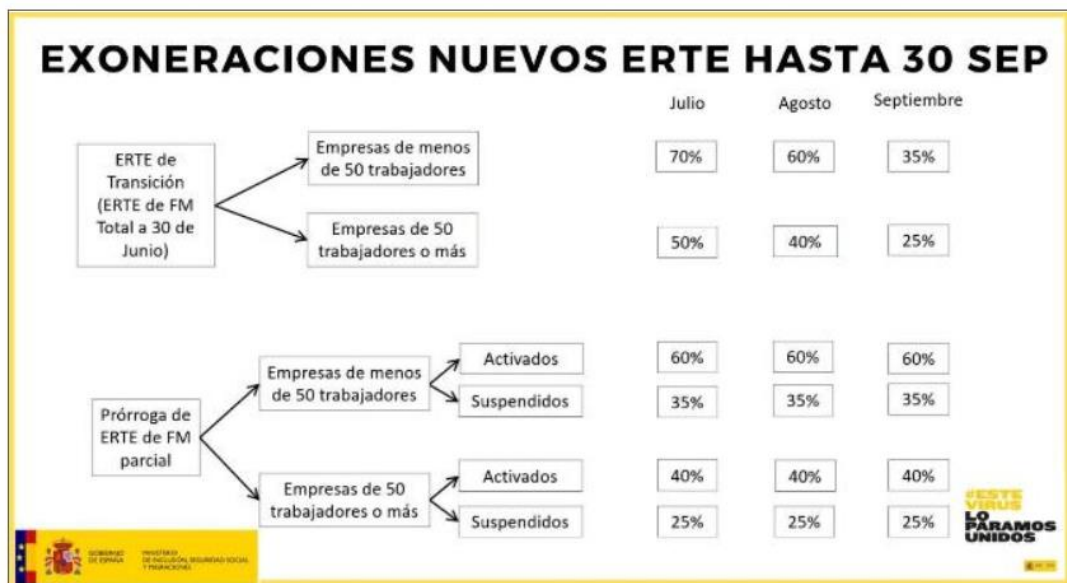 EXONERACIONES NUEVOS ERTE HASTA 30 SEP
Julio Agosto Septiembre
ERTE de
Transición
(ERTE de FM
Total a 30 de
Junio)
Empresas de menos
de 50 trabajadores
70% 60% 35%
Empresas de 50
trabajadores o más
50% 40% 25%
Prórroga de
ERTE de FM
parcial
Empresas de menos
de 50 trabajadores
Activados
60% 60% 60%
Suspendidos
35% 35% 35%
Empresas de 50
trabajadores o más
Activados
40% 40% 40%
Suspendidos
25% 25% 25%
GOBIERNO
DE ESPAÑA
MINISTERIO
DE INCLUSIÓN, SEGURIDAD SOCIAL
Y MIGRACIONES
#ESTE
VIRUS
LO
PARAMOS
UNIDOS